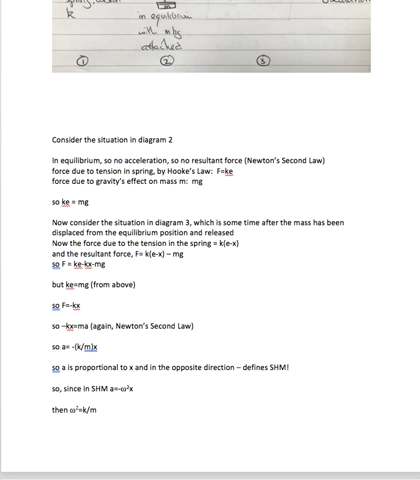 k
in equilibrium
with mkg
attached
① ② ③
Consider the situation in diagram 2
In equilibrium, so no acceleration, so no resultant force (Newton's Second Law)
force due to tension in spring, by Hooke's Law: F=ke
force due to gravity's effect on mass m: mg
so ke = mg
Now consider the situation in diagram 3, which is some time after the mass has been
displaced from the equilibrium position and released
Now the force due to the tension in the spring = k(e-x)
and the resultant force, F= k(e-x) – mg
so F = ke-kx-mg
but ke=mg (from above)
so F=-kx
so –kx=ma (again, Newton's Second Law)
so a= -(k/m)x
so a is proportional to x and in the opposite direction – defines SHM!
so, since in SHM a=-ω²x
then ω²=k/m